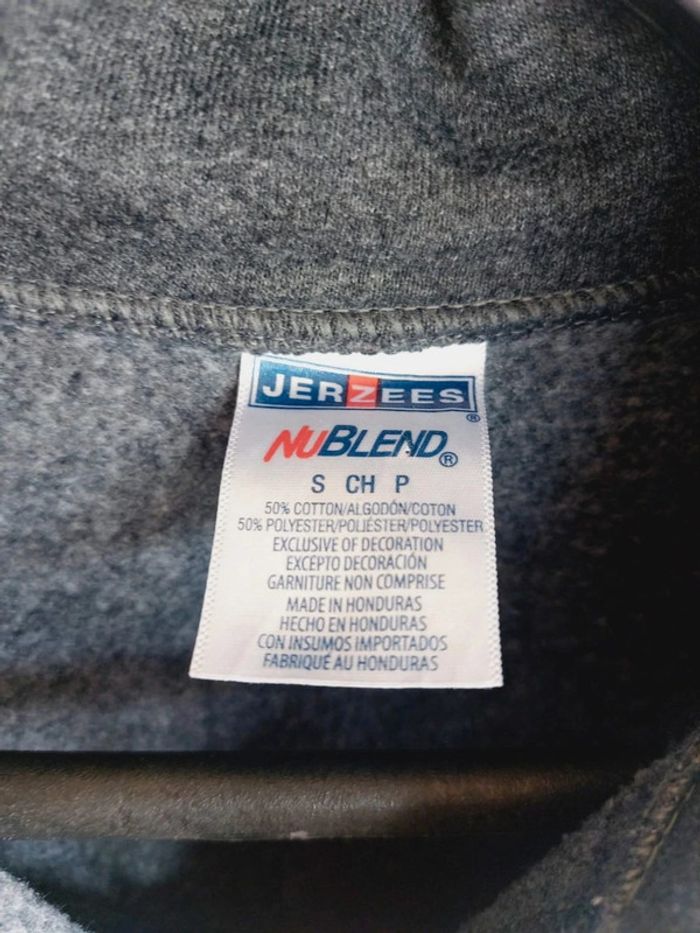 JERZEES®
NUBLEND®
S CH P
50% COTTON/ALGODÓN/COTON
50% POLYESTER/POLIÉSTER/POLYESTER
EXCLUSIVE OF DECORATION
EXCEPTO DECORACIÓN
GARNITURE NON COMPRISE
MADE IN HONDURAS
HECHO EN HONDURAS
CON INSUMOS IMPORTADOS
FABRIQUÉ AU HONDURAS